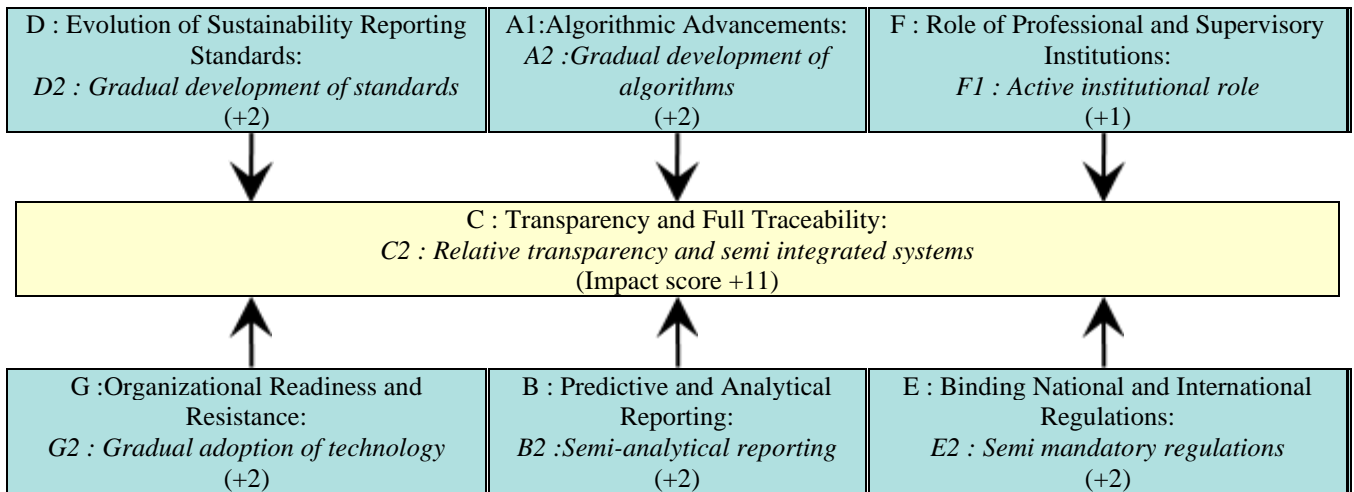 D : Evolution of Sustainability Reporting
Standards:
D2 : Gradual development of standards
(+2)
A1:Algorithmic Advancements:
A2 :Gradual development of
algorithms
(+2)
F : Role of Professional and Supervisory
Institutions:
F1 : Active institutional role
(+1)
C : Transparency and Full Traceability:
C2 : Relative transparency and semi integrated systems
(Impact score +11)
G :Organizational Readiness and
Resistance:
G2 : Gradual adoption of technology
(+2)
B : Predictive and Analytical
Reporting:
B2 :Semi-analytical reporting
(+2)
E : Binding National and International
Regulations:
E2 : Semi mandatory regulations
(+2)